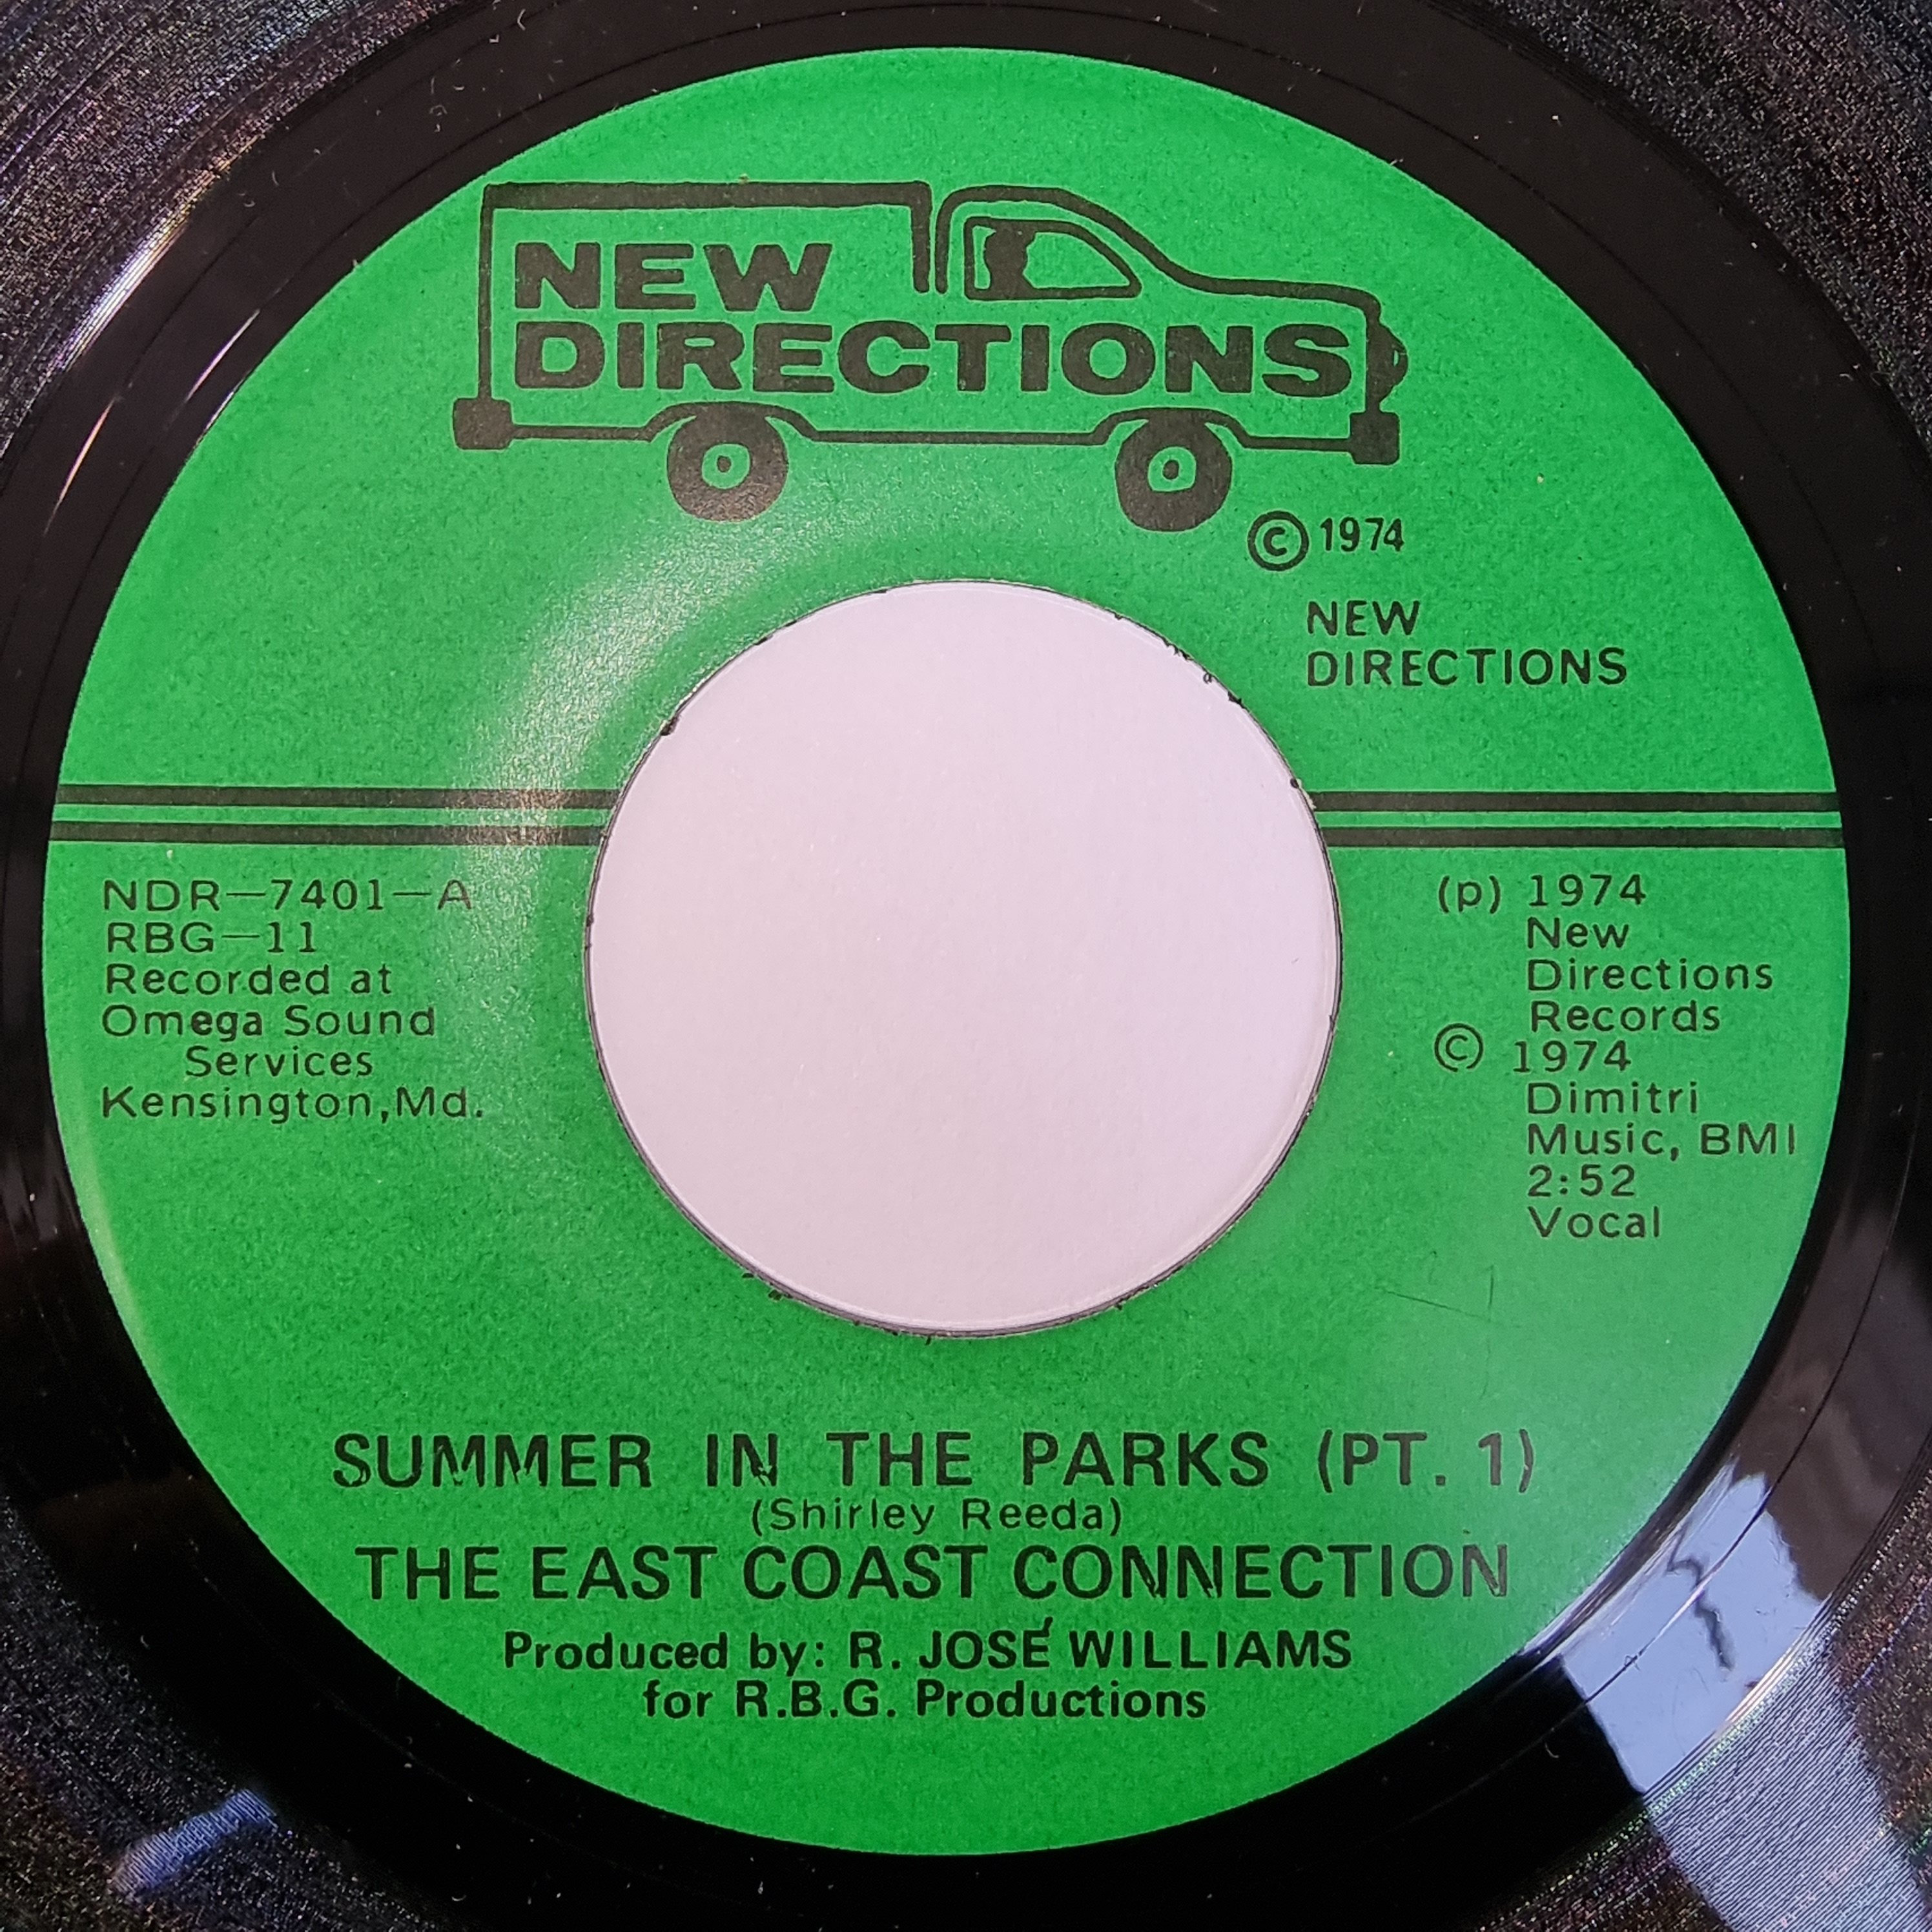 NEW
DIRECTIONS
© 1974
NEW
DIRECTIONS
NDR—7401—A
RBG—11
Recorded at
Omega Sound
Services
Kensington,Md.
(p) 1974
New
Directions
Records
© 1974
Dimitri
Music, BMI
2:52
Vocal
SUMMER IN THE PARKS (PT. 1)
(Shirley Reeda)
THE EAST COAST CONNECTION
Produced by: R. JOSÉ WILLIAMS
for R.B.G. Productions